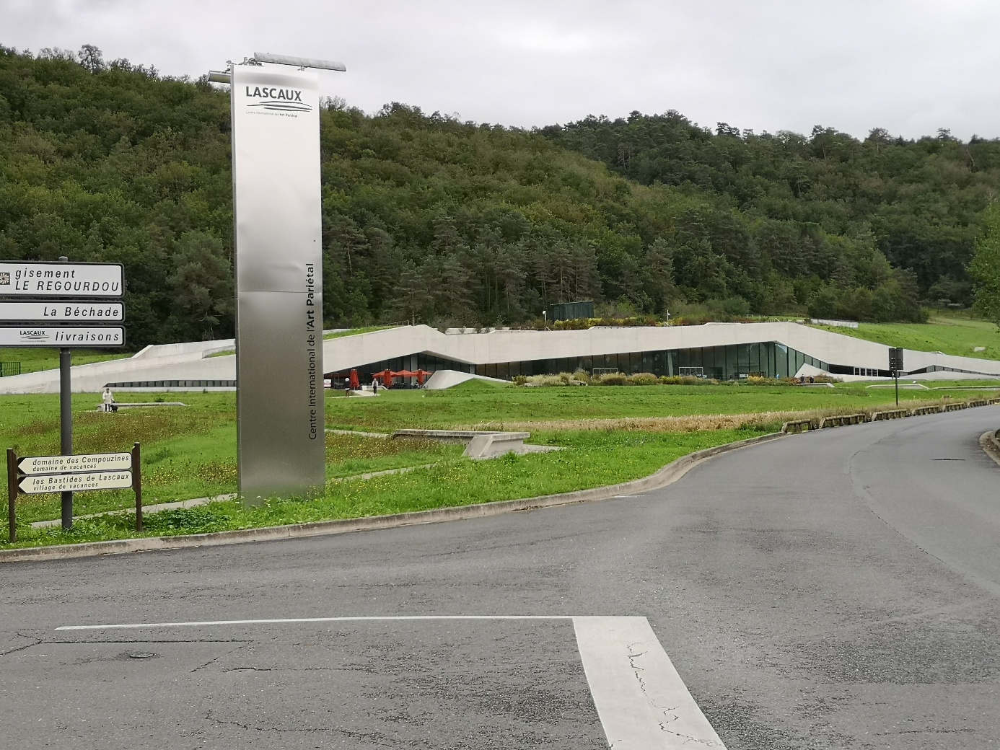 LASCAUX
Centre International de l'Art Pariétal
Centre International de l'Art Pariétal
gisement
LE REGOURDOU
La Béchade
LASCAUX
livraisons
domaine des Compouzines
domaine de vacances
les Bastides de Lascaux
village de vacances